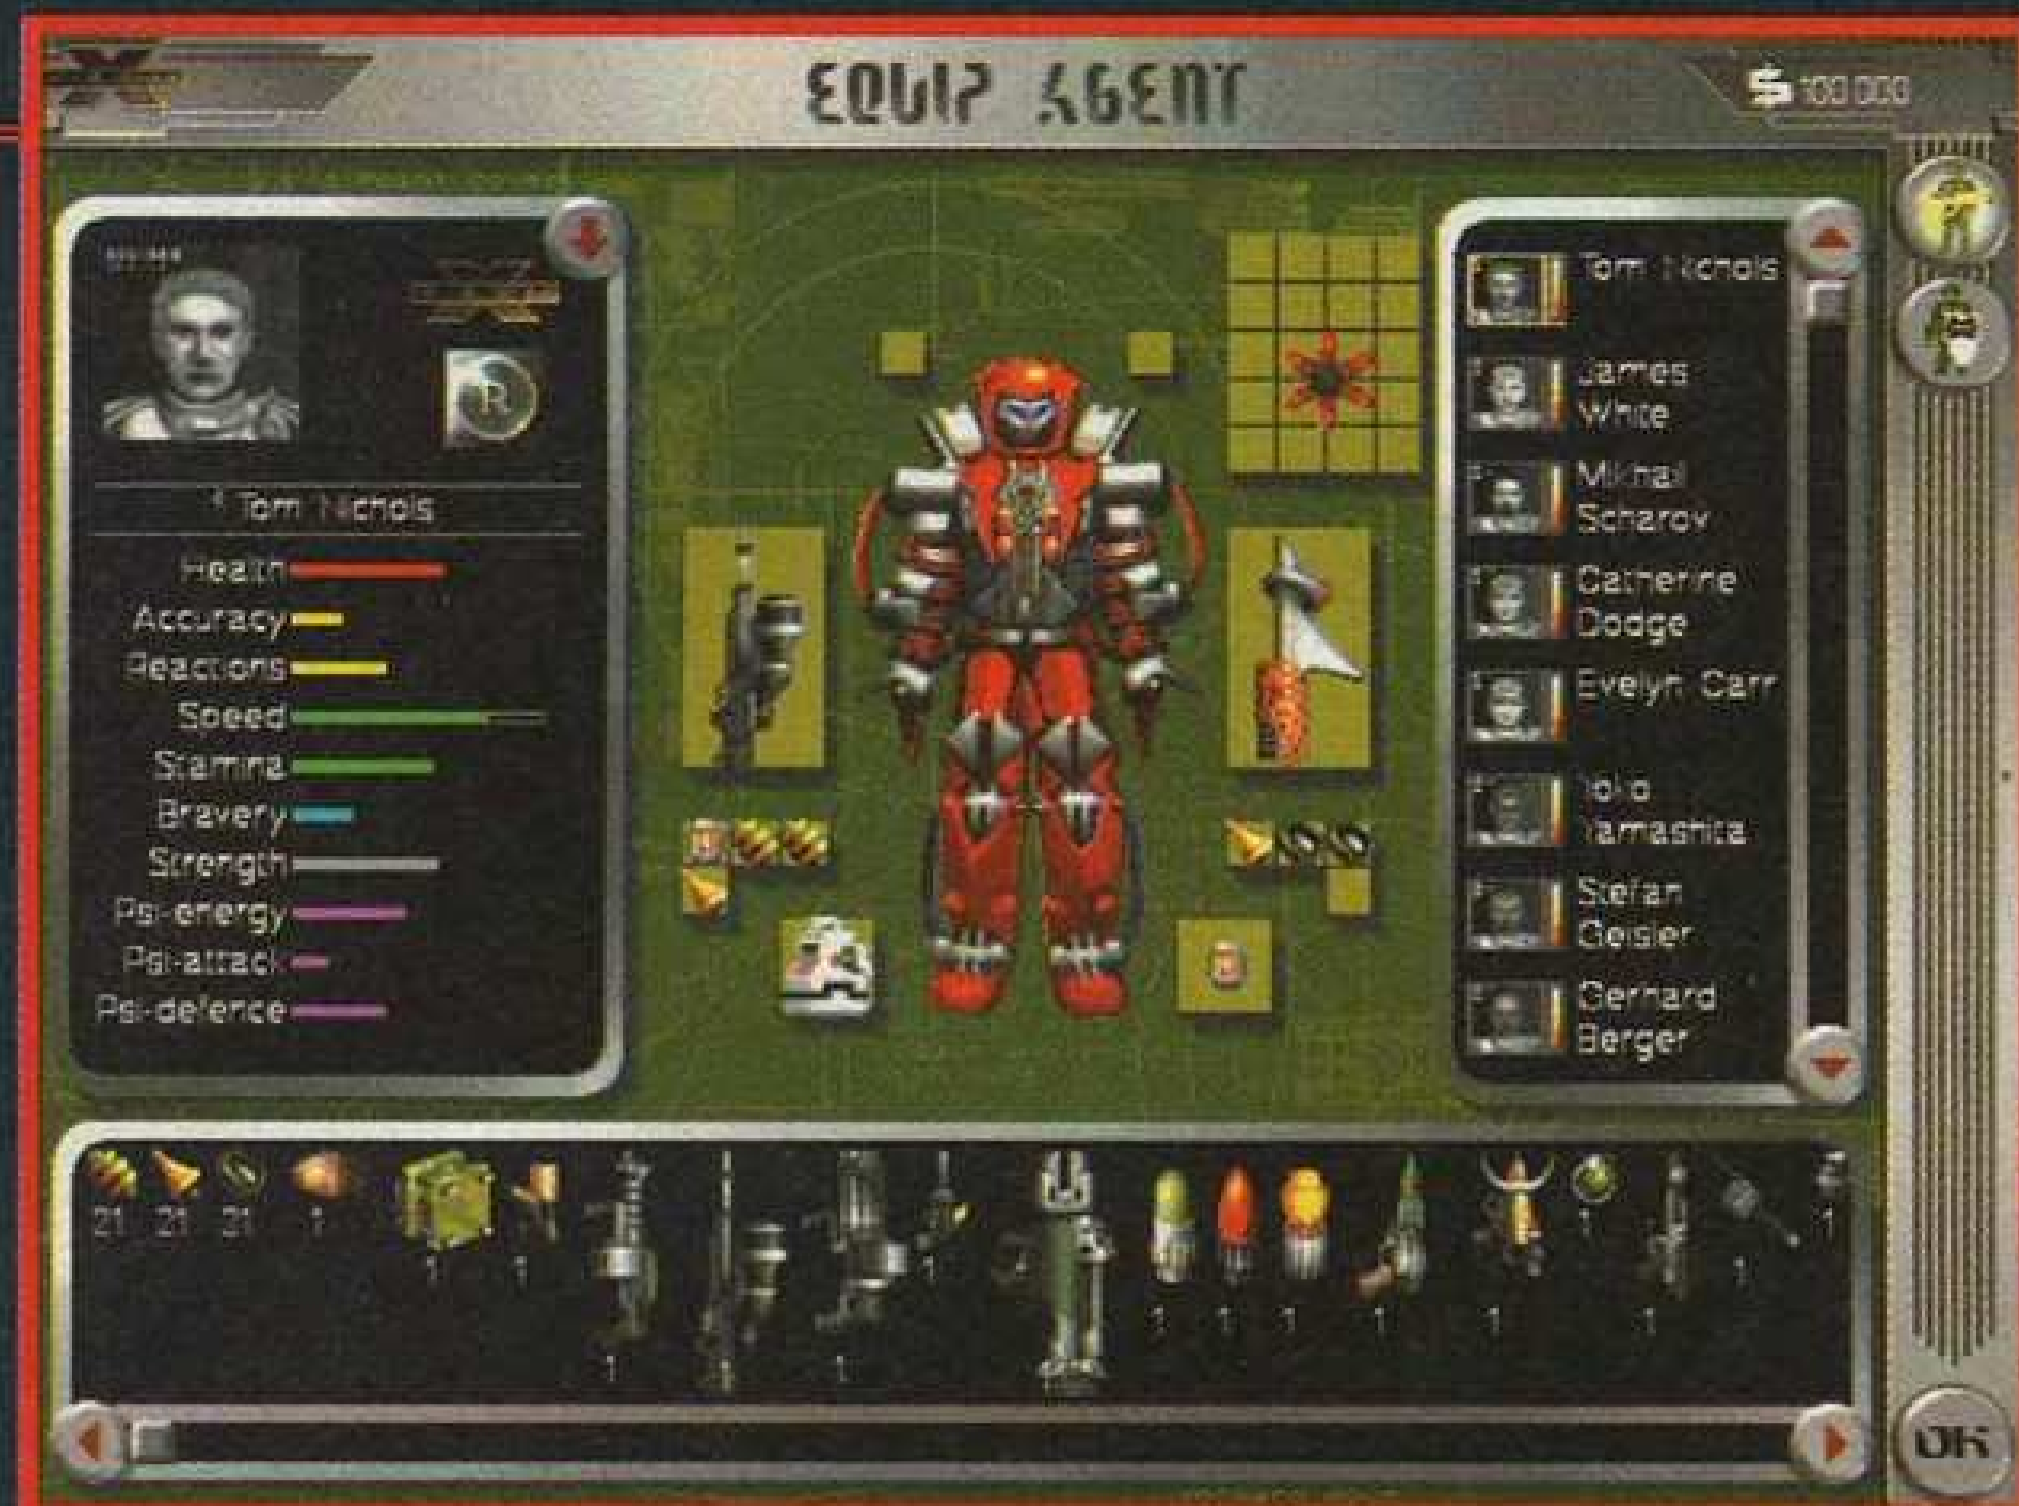 EQUIP AGENT
$ 100 000
R
Tom Nichols
Health
Accuracy
Reactions
Speed
Stamina
Bravery
Strength
Psi-energy
Psi-attack
Psi-defence
Tom Nichols
James
White
Mikhail
Scharov
Catherine
Dodge
Evelyn Carr
Yamashita
Stefan
Geisler
Gerhard
Berger
21 21 21 1
1 1 1 1 1
1 1 1 1 1 1 1 1 1
OK